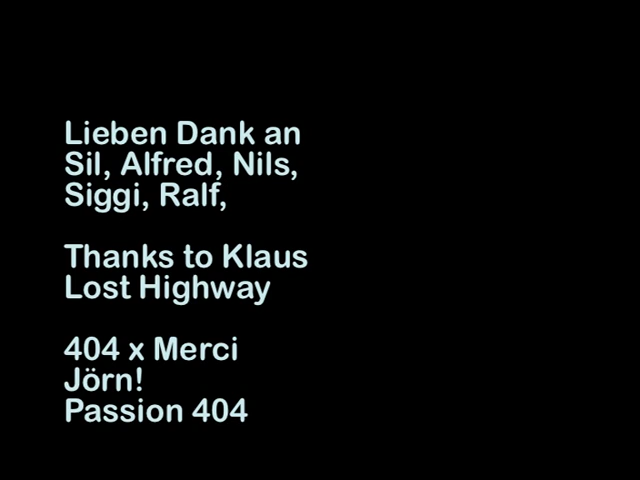 Lieben Dank an
Sil, Alfred, Nils,
Siggi, Ralf,
Thanks to Klaus
Lost Highway
404 x Merci
Jörn!
Passion 404